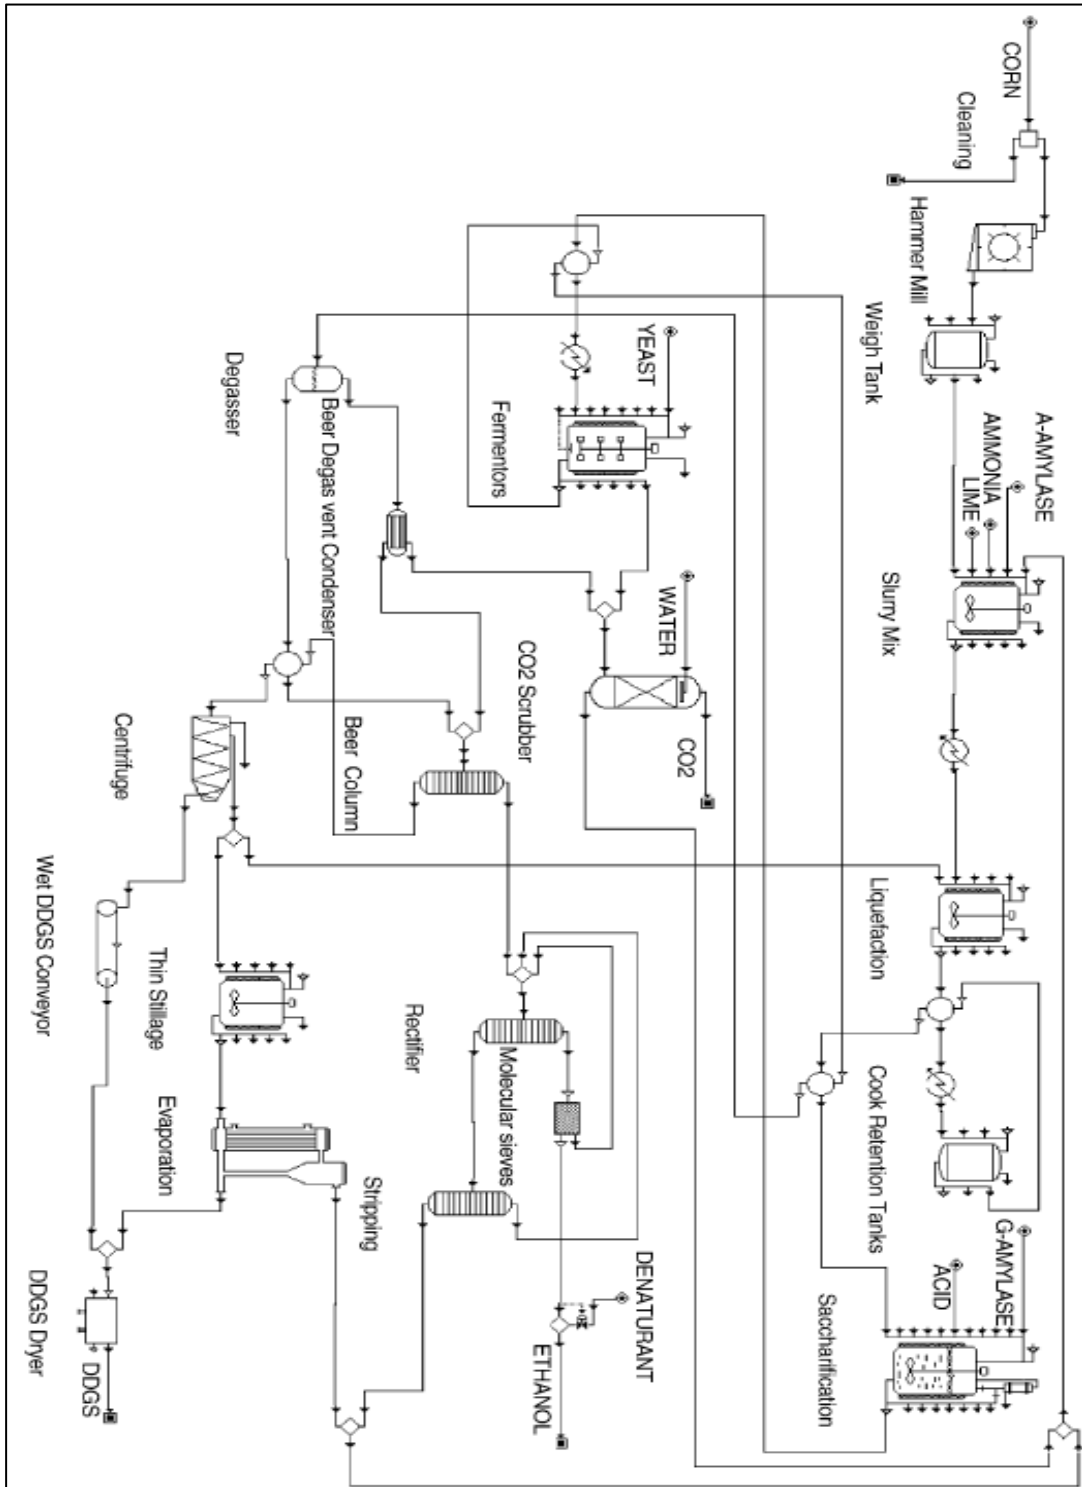 CORN
Cleaning
Hammer Mill
Weigh Tank
A-AMYLASE
AMMONIA
LIME
Slurry Mix
Liquefaction
Cook Retention Tanks
G-AMYLASE
ACID
Saccharification
YEAST
Fermentors
WATER
CO2
CO2 Scrubber
Degasser
Beer Degas vent Condenser
Beer Column
Rectifier
Molecular sieves
Stripping
DENATURANT
ETHANOL
Centrifuge
Wet DDGS Conveyor
Thin Stillage
Evaporation
DDGS Dryer
DDGS